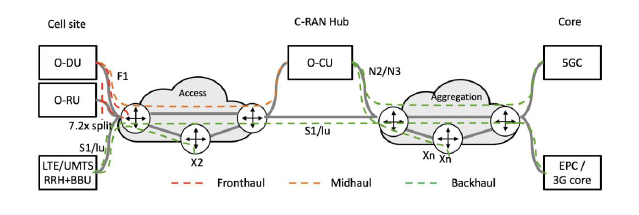 Cell site
C-RAN Hub
Core
O-DU
O-CU
5GC
F1
N2/N3
Access
Aggregation
O-RU
7.2x split
S1/Iu
S1/Iu
X2
Xn
Xn
LTE/UMTS
RRH+BBU
EPC /
3G core
Fronthaul
Midhaul
Backhaul